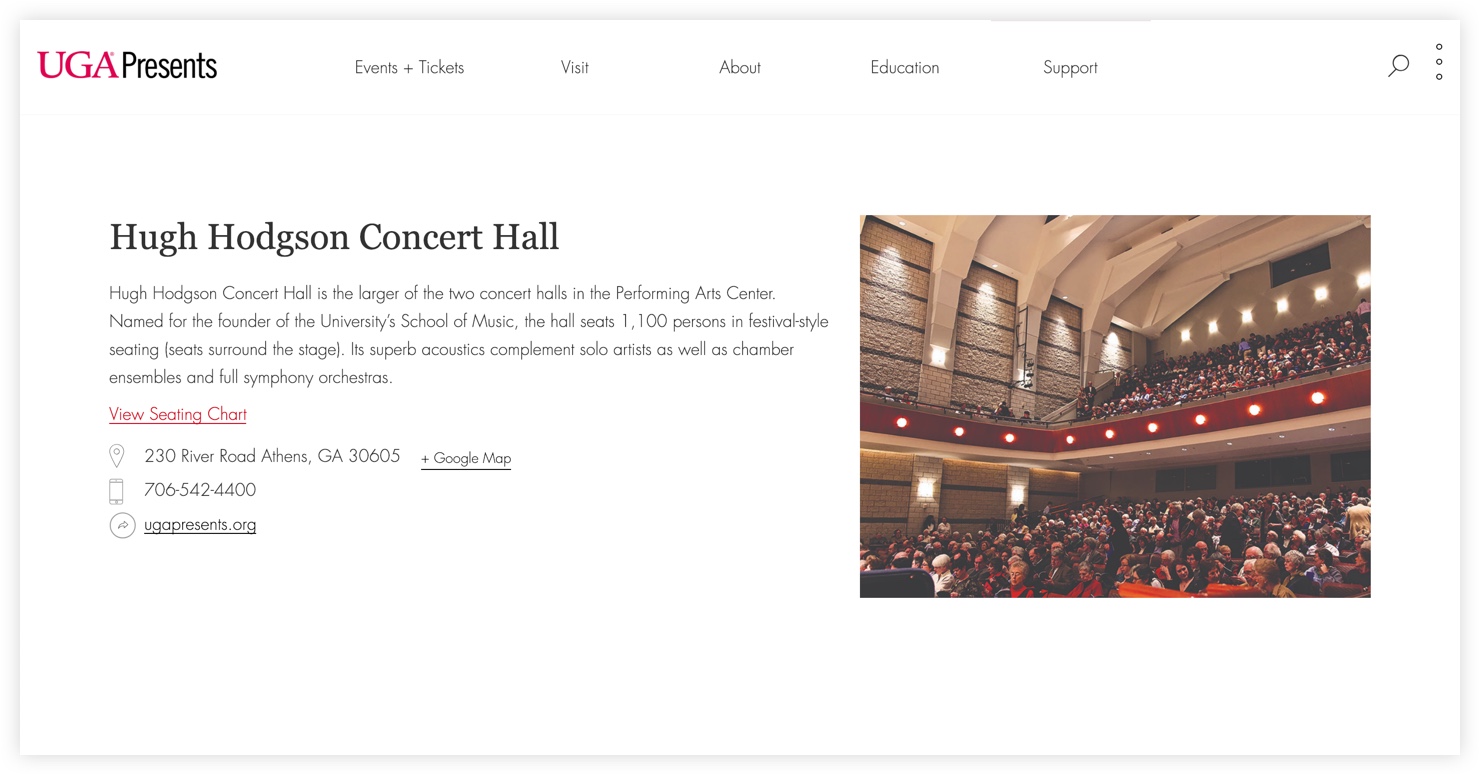 UGA Presents
Events + Tickets
Visit
About
Education
Support
Hugh Hodgson Concert Hall
Hugh Hodgson Concert Hall is the larger of the two concert halls in the Performing Arts Center.
Named for the founder of the University's School of Music, the hall seats 1,100 persons in festival-style
seating (seats surround the stage). Its superb acoustics complement solo artists as well as chamber
ensembles and full symphony orchestras.
View Seating Chart
230 River Road Athens, GA 30605 + Google Map
706-542-4400
ugapresents.org